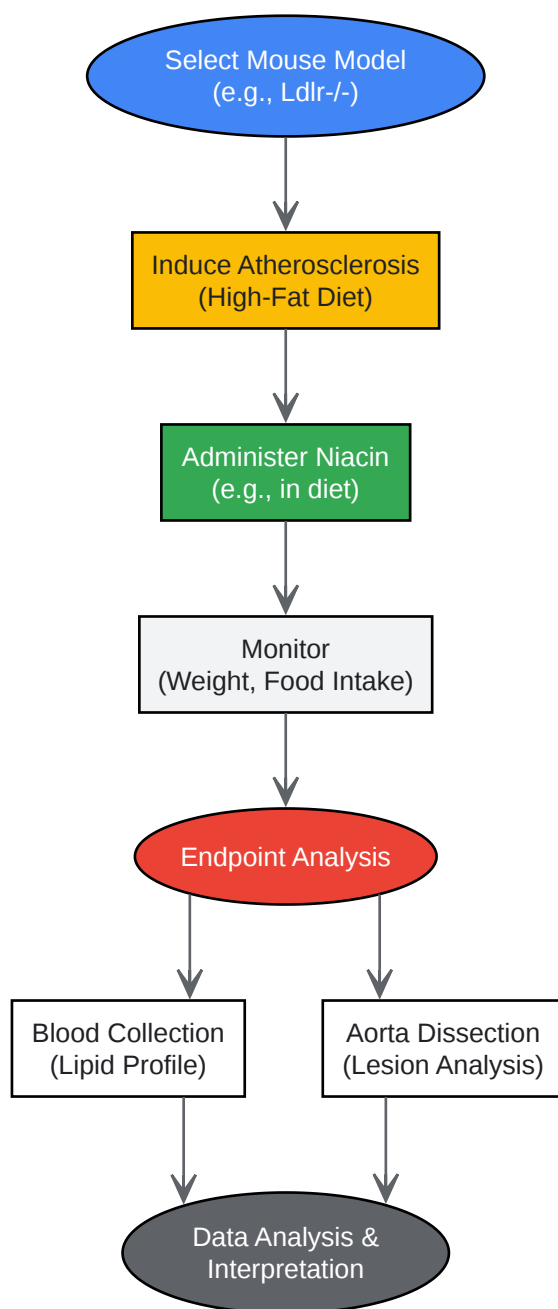 Select Mouse Model
(e.g., Ldlr-/-)
Induce Atherosclerosis
(High-Fat Diet)
Administer Niacin
(e.g., in diet)
Monitor
(Weight, Food Intake)
Endpoint Analysis
Blood Collection
(Lipid Profile)
Aorta Dissection
(Lesion Analysis)
Data Analysis &
Interpretation